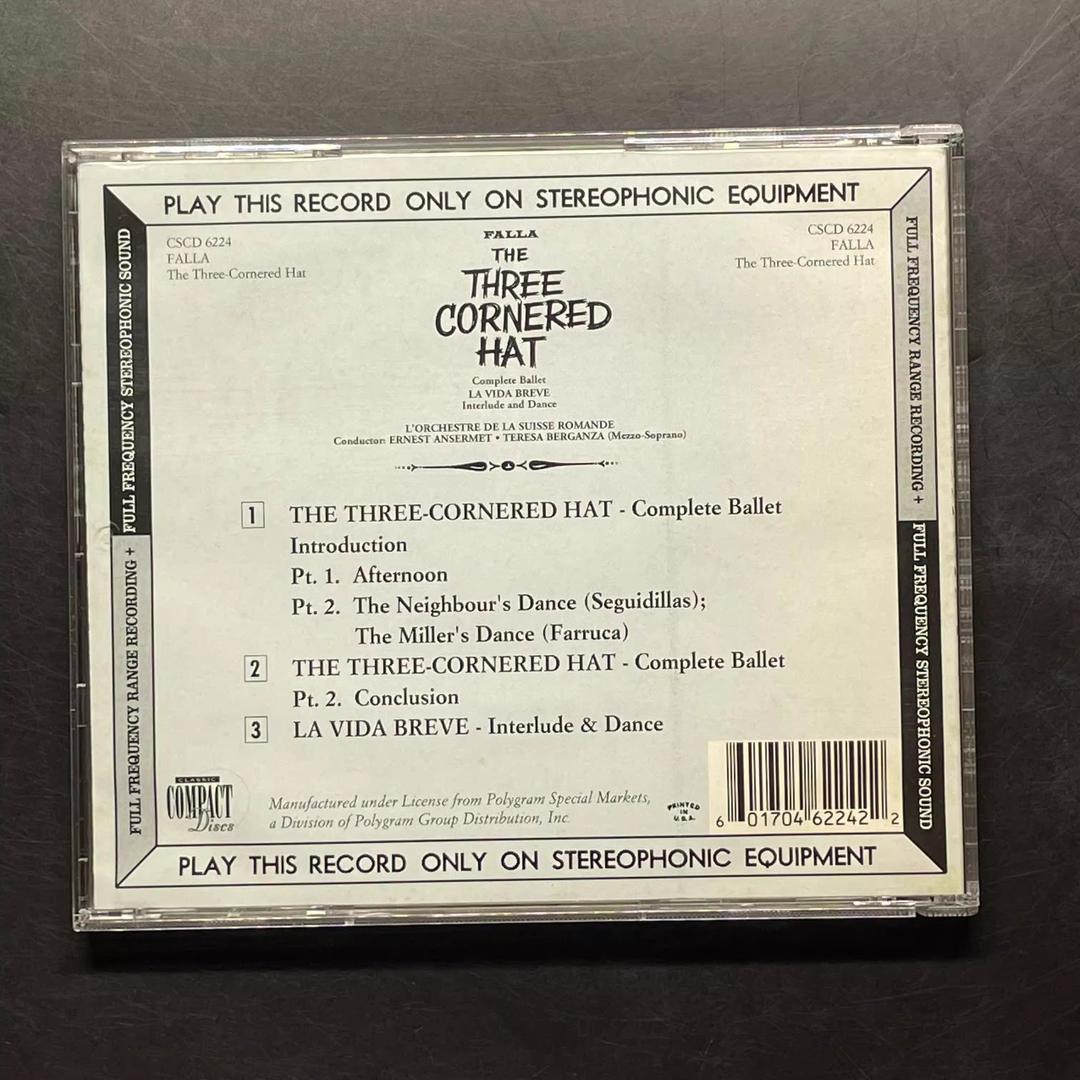 PLAY THIS RECORD ONLY ON STEREOPHONIC EQUIPMENT
FULL FREQUENCY STEREOPHONIC SOUND
FULL FREQUENCY RANGE RECORDING +
CSCD 6224
FALLA
The Three-Cornered Hat
FALLA
THE
THREE
CORNERED
HAT
Complete Ballet
LA VIDA BREVE
Interlude and Dance
CSCD 6224
FALLA
The Three-Cornered Hat
FULL FREQUENCY RANGE RECORDING +
FULL FREQUENCY STEREOPHONIC SOUND
L'ORCHESTRE DE LA SUISSE ROMANDE
Conductor: ERNEST ANSERMET • TERESA BERGANZA (Mezzo-Soprano)
1 THE THREE-CORNERED HAT - Complete Ballet
Introduction
Pt. 1. Afternoon
Pt. 2. The Neighbour's Dance (Seguidillas);
The Miller's Dance (Farruca)
2 THE THREE-CORNERED HAT - Complete Ballet
Pt. 2. Conclusion
3 LA VIDA BREVE - Interlude & Dance
CLASSIC
COMPACT
Discs
Manufactured under License from Polygram Special Markets,
a Division of Polygram Group Distribution, Inc
PRINTED
IN
U.S.A.
6 01704 62242 2
PLAY THIS RECORD ONLY ON STEREOPHONIC EQUIPMENT